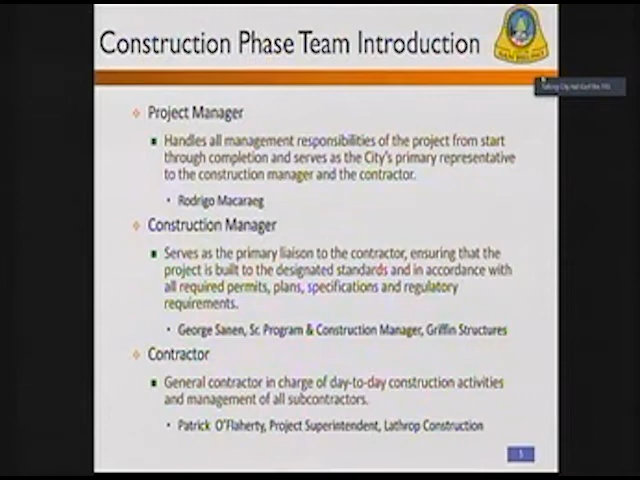 Construction Phase Team Introduction
Project Manager
Handles all management responsibilities of the project from start
through completion and serves as the City's primary representative
to the construction manager and the contractor.
Rodrigo Macaraeg
Construction Manager
Serves as the primary liaison to the contractor, ensuring that the
project is built to the designated standards and in accordance with
all required permits, plans, specifications and regulatory
requirements.
George Sanen, Sr. Program & Construction Manager, Griffin Structures
Contractor
General contractor in charge of day-to-day construction activities
and management of all subcontractors.
Patrick O'Flaherty, Project Superintendent, Lathrop Construction